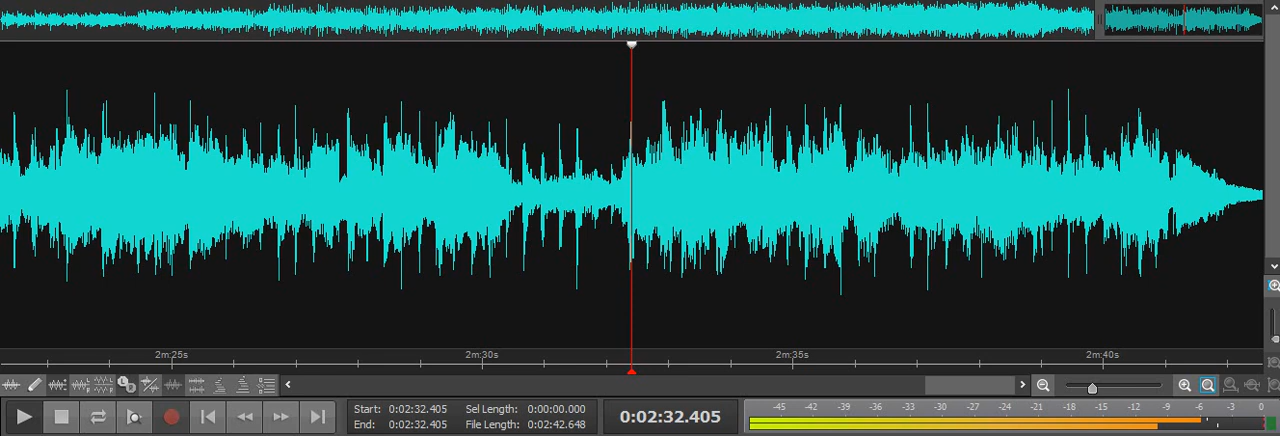 2m:25s 2m:30s 2m:35s 2m:40s
Start: 0:02:32.405 Sel Length: 0:00:00.000
End: 0:02:32.405 File Length: 0:02:42.648
0:02:32.405
-45 -42 -39 -36 -33 -30 -27 -24 -21 -18 -15 -12 -9 -6 -3 0